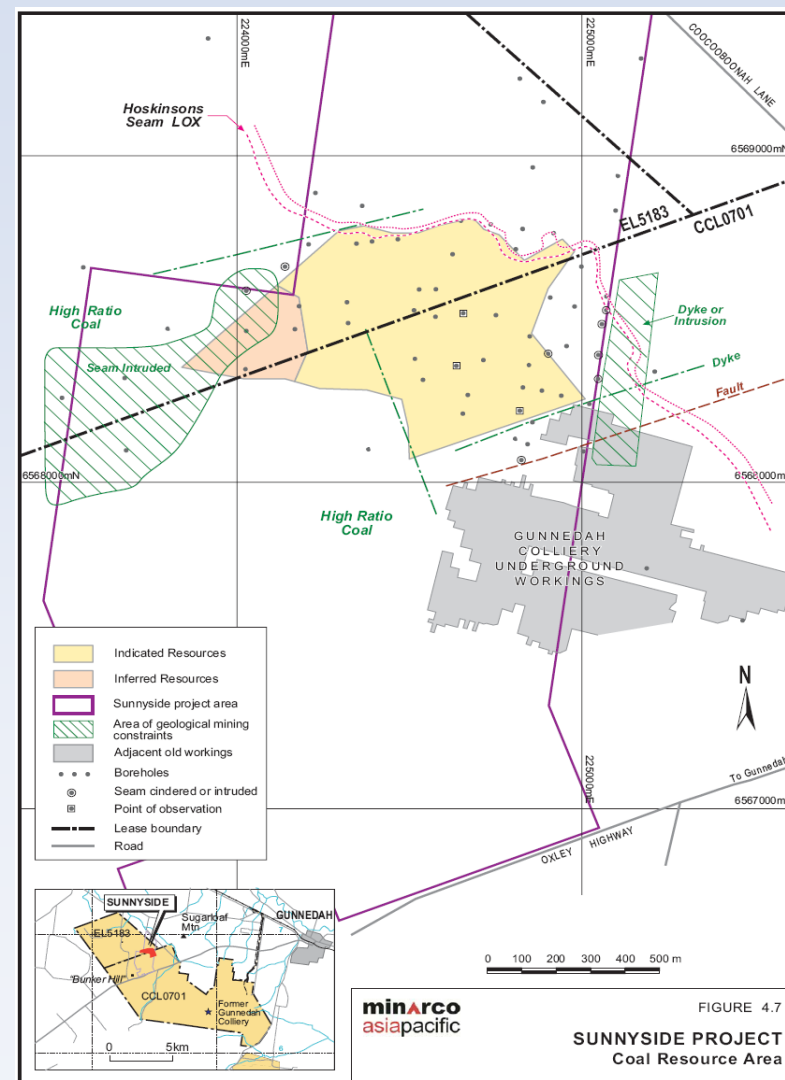 224000mE
225000mE
COOCOOBOONAH LANE
Hoskinsons
Seam LOX
6569000mN
EL5183
CCL0701
High Ratio
Coal
Seam Intruded
Dyke or
Intrusion
Dyke
Fault
6568000mN
6568000mN
High Ratio
Coal
GUNNEDAH
COLLIERY
UNDERGROUND
WORKINGS
Indicated Resources
Inferred Resources
Sunnyside project area
Area of geological mining
constraints
Adjacent old workings
Boreholes
Seam cindered or intruded
Point of observation
Lease boundary
Road
N
225000mE
To Gunnedah
6567000mN
OXLEY HIGHWAY
SUNNYSIDE
Sugarloaf
Mtn
GUNNEDAH
EL5183
"Bunker Hill"
CCL0701
Former
Gunnedah
Colliery
0 5km
6
0 100 200 300 400 500 m
minarco
asiapacific
FIGURE 4.7
SUNNYSIDE PROJECT
Coal Resource Area